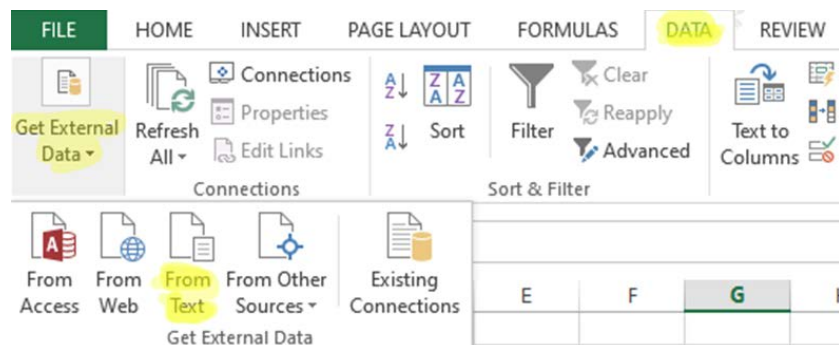 FILE HOME INSERT PAGE LAYOUT FORMULAS DATA REVIEW
Get External
Data
Refresh
All
Connections
Properties
Edit Links
Connections
A
Z
Z
A
Z A
A Z
Sort
Filter
Clear
Reapply
Advanced
Sort & Filter
Text to
Columns
A
From
Access
From
Web
From
Text
From Other
Sources
Existing
Connections
Get External Data
E F G